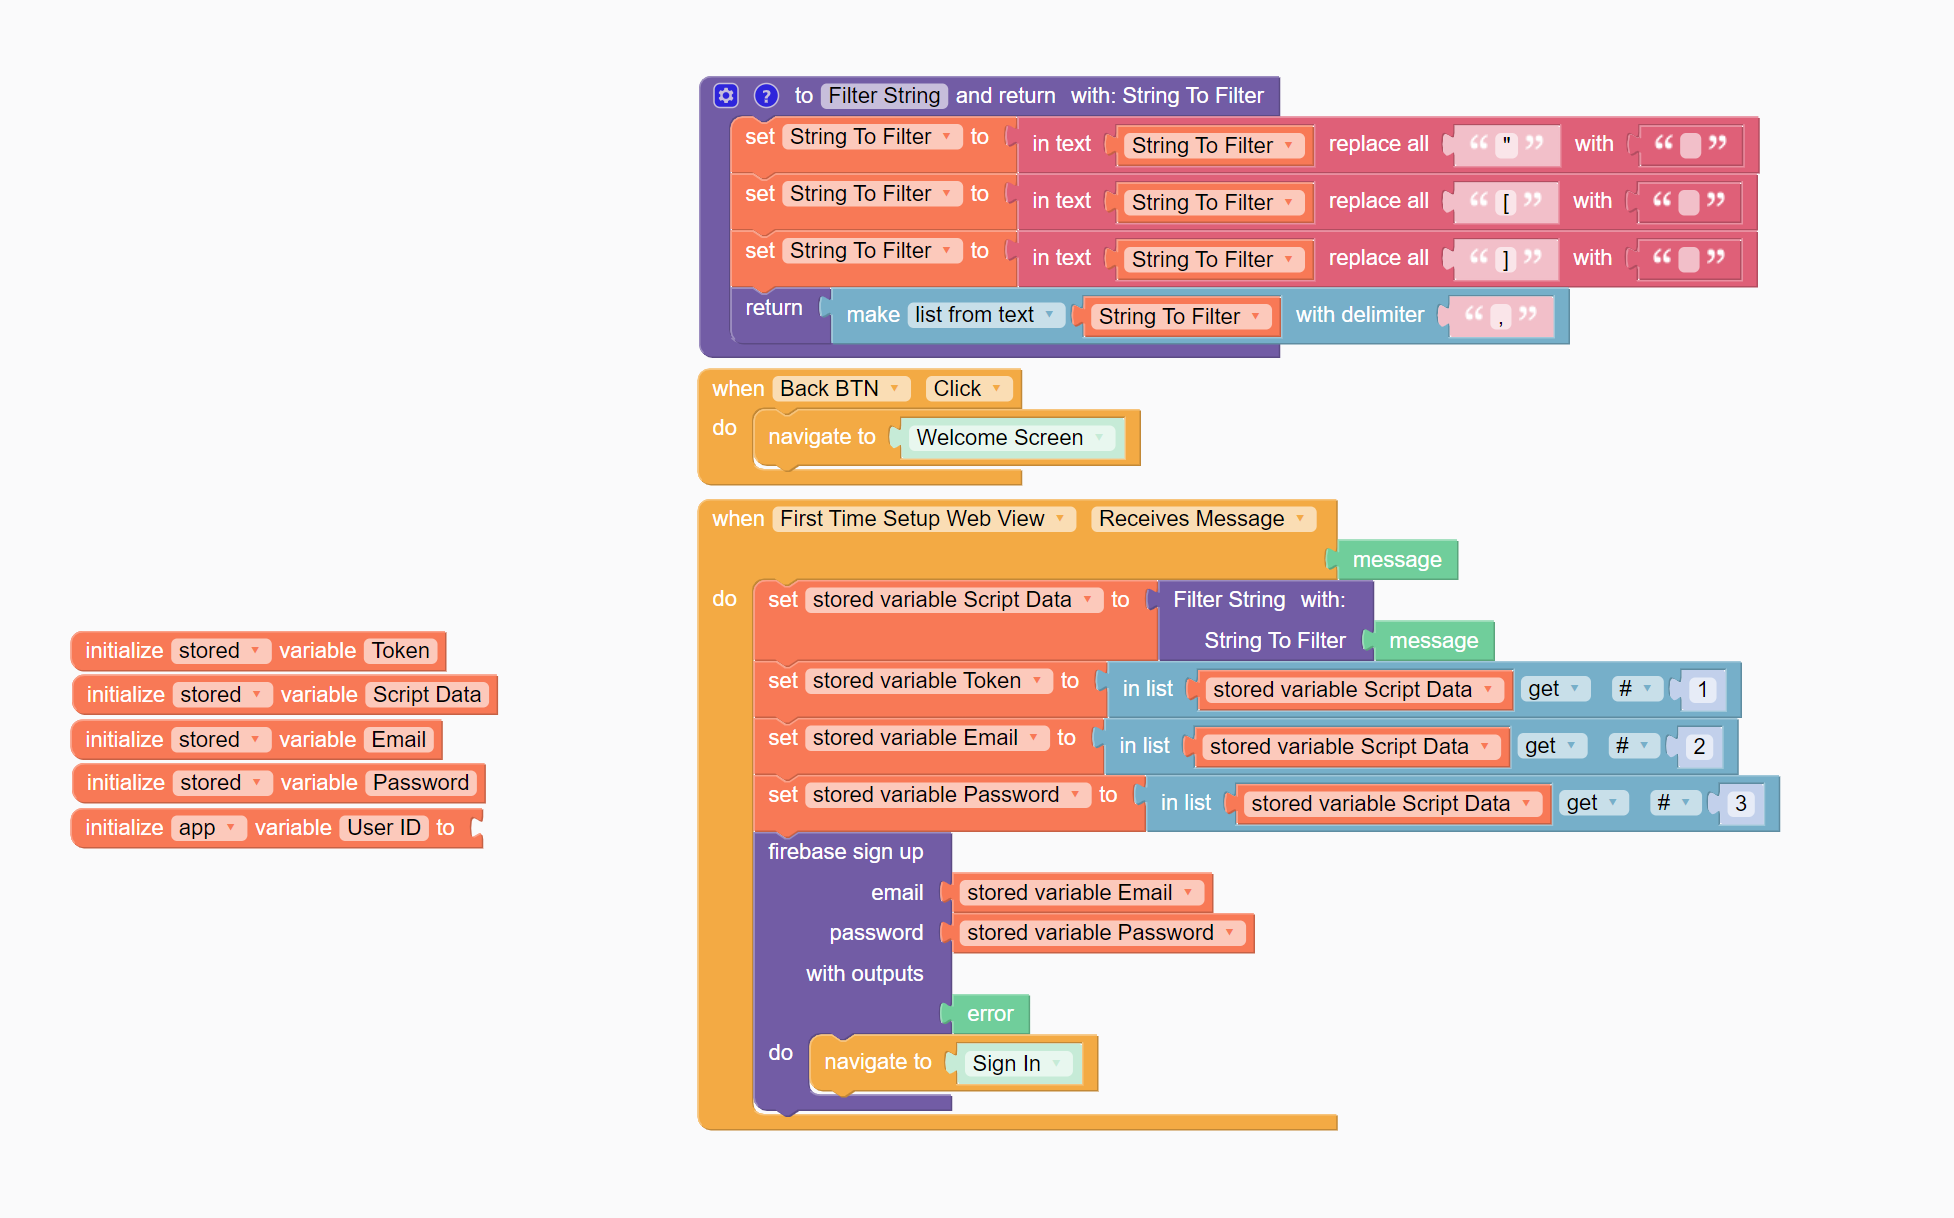 ? to Filter String and return with: String To Filter
set String To Filter to in text String To Filter replace all “ " ” with “ ”
set String To Filter to in text String To Filter replace all “ [ ” with “ ”
set String To Filter to in text String To Filter replace all “ ] ” with “ ”
return make list from text String To Filter with delimiter “ , ”
when Back BTN Click
do navigate to Welcome Screen
when First Time Setup Web View Receives Message
message
do set stored variable Script Data to Filter String with:
String To Filter message
set stored variable Token to in list stored variable Script Data get # 1
set stored variable Email to in list stored variable Script Data get # 2
set stored variable Password to in list stored variable Script Data get # 3
firebase sign up
email stored variable Email
password stored variable Password
with outputs
error
do navigate to Sign In
initialize stored variable Token
initialize stored variable Script Data
initialize stored variable Email
initialize stored variable Password
initialize app variable User ID to